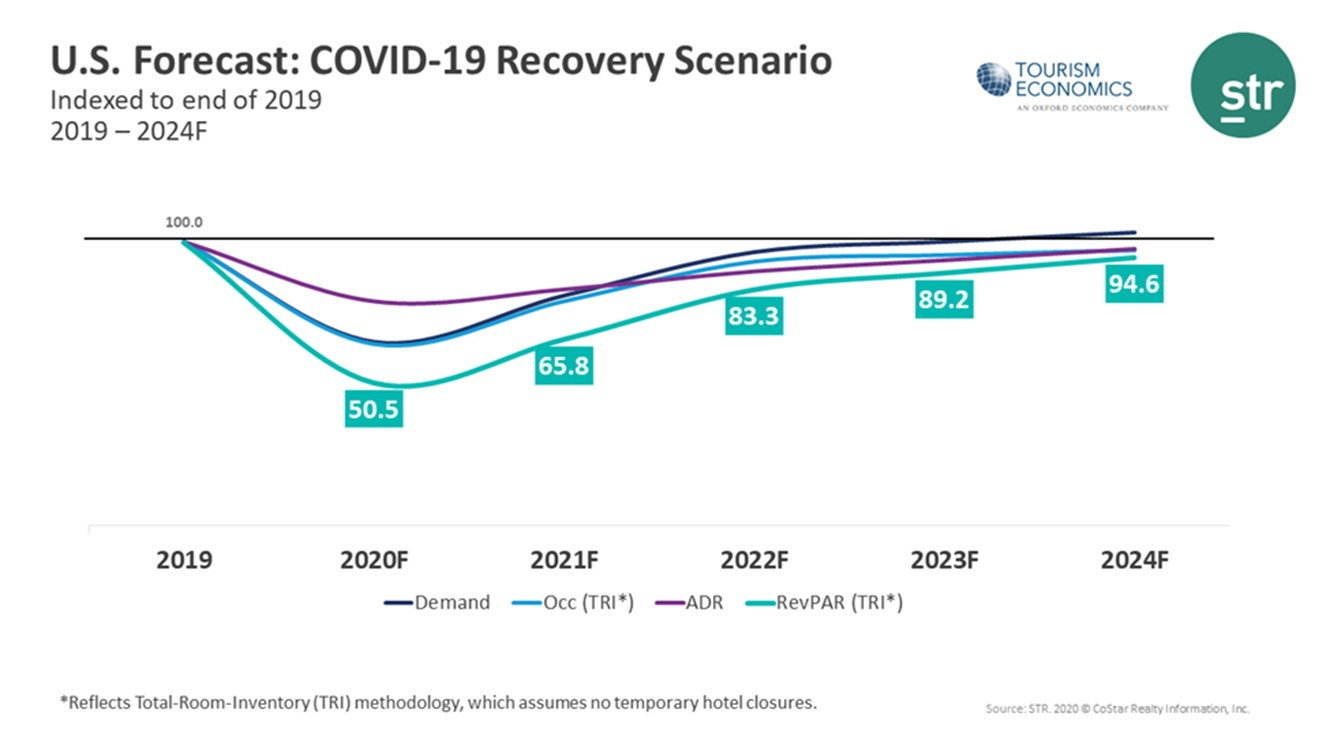 U.S. Forecast: COVID-19 Recovery Scenario
Indexed to end of 2019
2019 – 2024F
TOURISM
ECONOMICS
AN OXFORD ECONOMICS COMPANY
str
100.0
50.5
65.8
83.3
89.2
94.6
2019 2020F 2021F 2022F 2023F 2024F
Demand Occ (TRI*) ADR RevPAR (TRI*)
*Reflects Total-Room-Inventory (TRI) methodology, which assumes no temporary hotel closures.
Source: STR. 2020 © CoStar Realty Information, Inc.